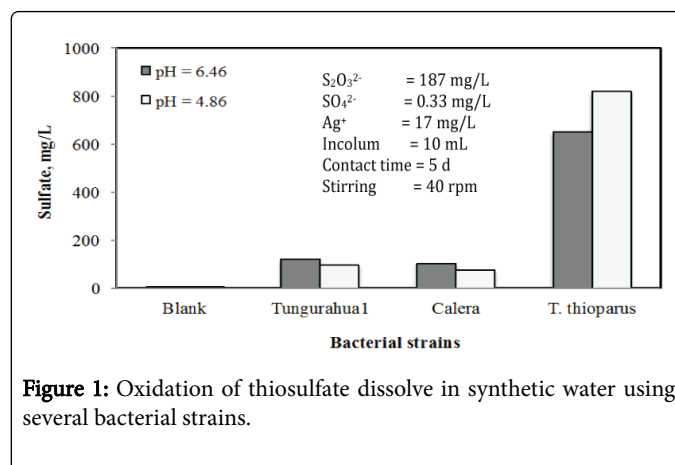 1000
800
600
400
200
0
Sulfate, mg/L
pH = 6.46
pH = 4.86
S₂O₃²⁻ = 187 mg/L
SO₄²⁻ = 0.33 mg/L
Ag⁺ = 17 mg/L
Incolum = 10 mL
Contact time = 5 d
Stirring = 40 rpm
Blank Tungurahua1 Calera T. thioparus
Bacterial strains
Figure 1: Oxidation of thiosulfate dissolve in synthetic water using
several bacterial strains.